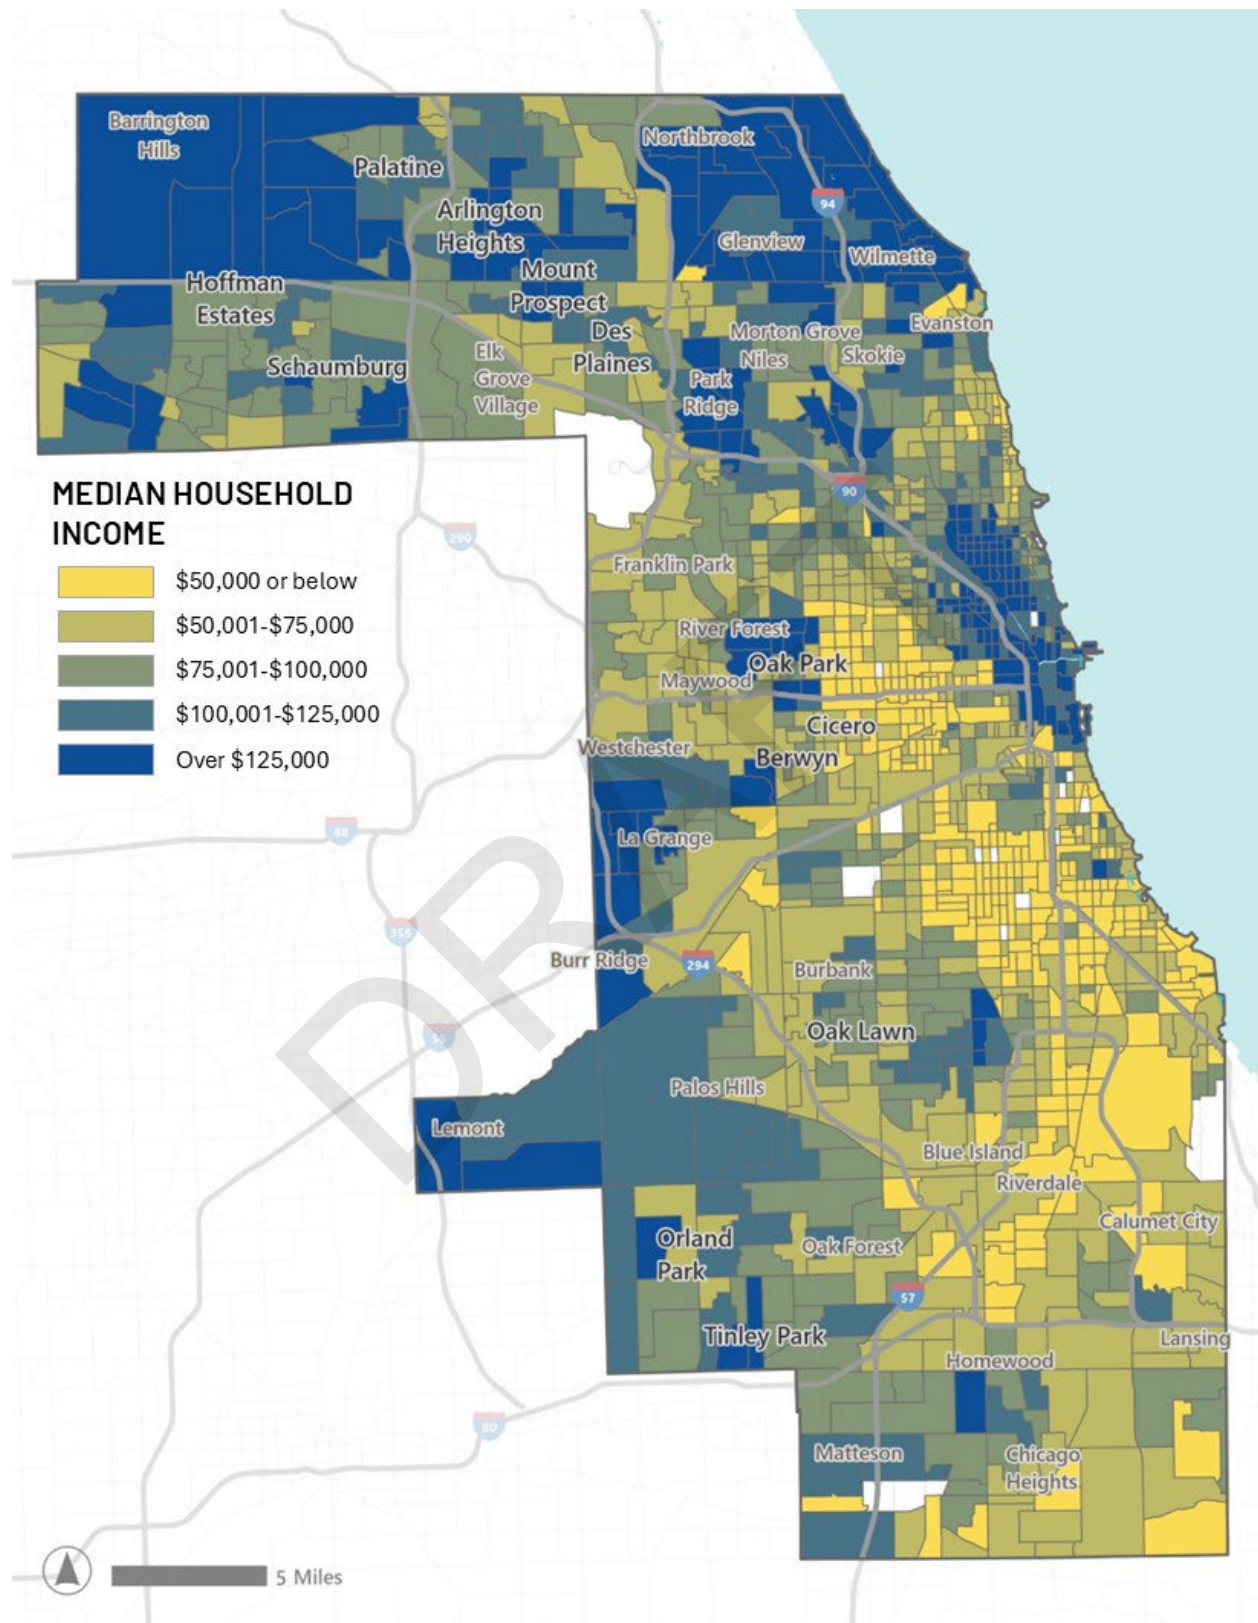 Barrington
Hills
Palatine
Northbrook
94
Arlington
Heights
Glenview
Wilmette
Mount
Prospect
Hoffman
Estates
Des
Plaines
Morton Grove
Niles
Evanston
Skokie
Schaumburg
Elk
Grove
Village
Park
Ridge
90
MEDIAN HOUSEHOLD
INCOME
$50,000 or below
$50,001-$75,000
$75,001-$100,000
$100,001-$125,000
Over $125,000
290
Franklin Park
River Forest
Oak Park
Maywood
Cicero
Westchester
Berwyn
88
La Grange
355
Burr Ridge
294
Burbank
55
Oak Lawn
Palos Hills
Lemont
Blue Island
Riverdale
Calumet City
Orland
Park
Oak Forest
57
Tinley Park
Lansing
Homewood
80
Matteson
Chicago
Heights
5 Miles
DRAFT